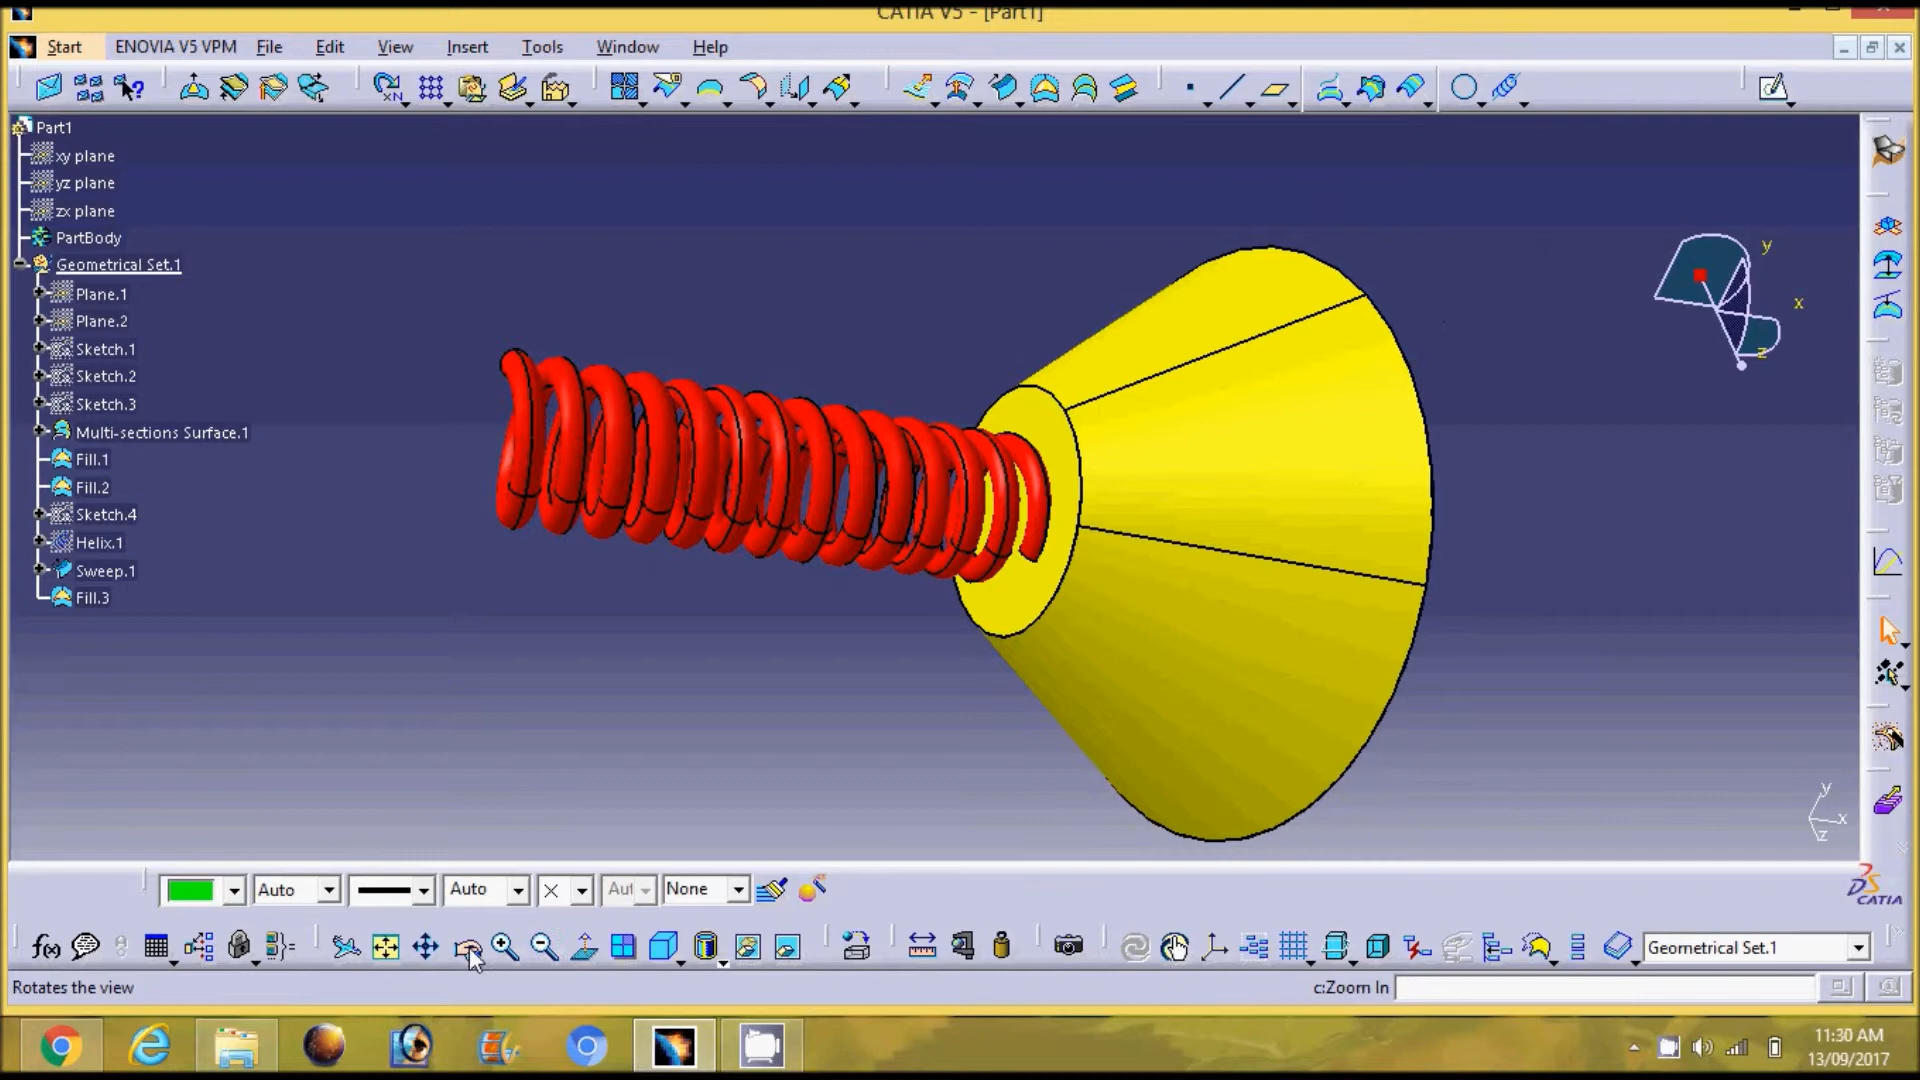 CATIA V5 - [Part1]
Start ENOVIA V5 VPM File Edit View Insert Tools Window Help
Part1
xy plane
yz plane
zx plane
PartBody
Geometrical Set.1
Plane.1
Plane.2
Sketch.1
Sketch.2
Sketch.3
Multi-sections Surface.1
Fill.1
Fill.2
Sketch.4
Helix.1
Sweep.1
Fill.3
y
x
z
y
x
z
CATIA
Auto Auto Aut None
f(x) Geometrical Set.1
Rotates the view c:Zoom In
11:30 AM
13/09/2017